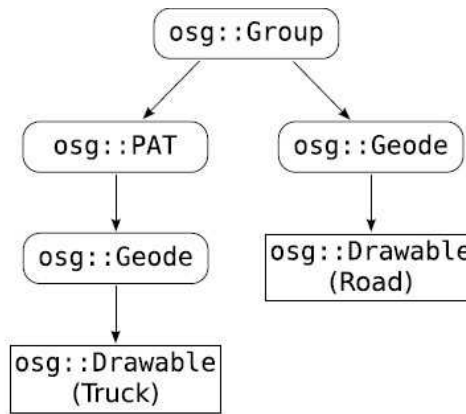 osg::Group
osg::PAT
osg::Geode
osg::Geode
osg::Drawable
(Road)
osg::Drawable
(Truck)